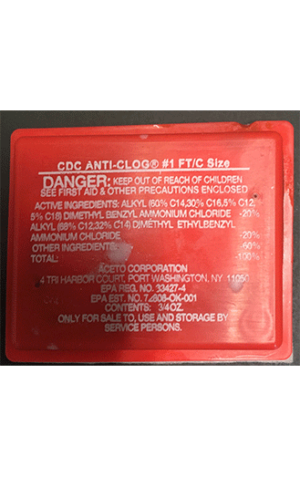 CDC ANTI-CLOG® #1 FT/C Size
DANGER: KEEP OUT OF REACH OF CHILDREN
SEE FIRST AID & OTHER PRECAUTIONS ENCLOSED
ACTIVE INGREDIENTS: ALKYL (60% C14,30% C16,5% C12,
5% C18) DIMETHYL BENZYL AMMONIUM CHLORIDE -20%
ALKYL (68% C12,32% C14) DIMETHYL ETHYLBENZYL
AMMONIUM CHLORIDE -20%
OTHER INGREDIENTS: -60%
TOTAL: -100%
ACETO CORPORATION
4 TRI HARBOR COURT, PORT WASHINGTON, NY 11050
EPA REG. NO. 33427-4
EPA EST. NO. -OK-001
CONTENTS: 3/4 OZ.
ONLY FOR SALE TO, USE AND STORAGE BY
SERVICE PERSONS.